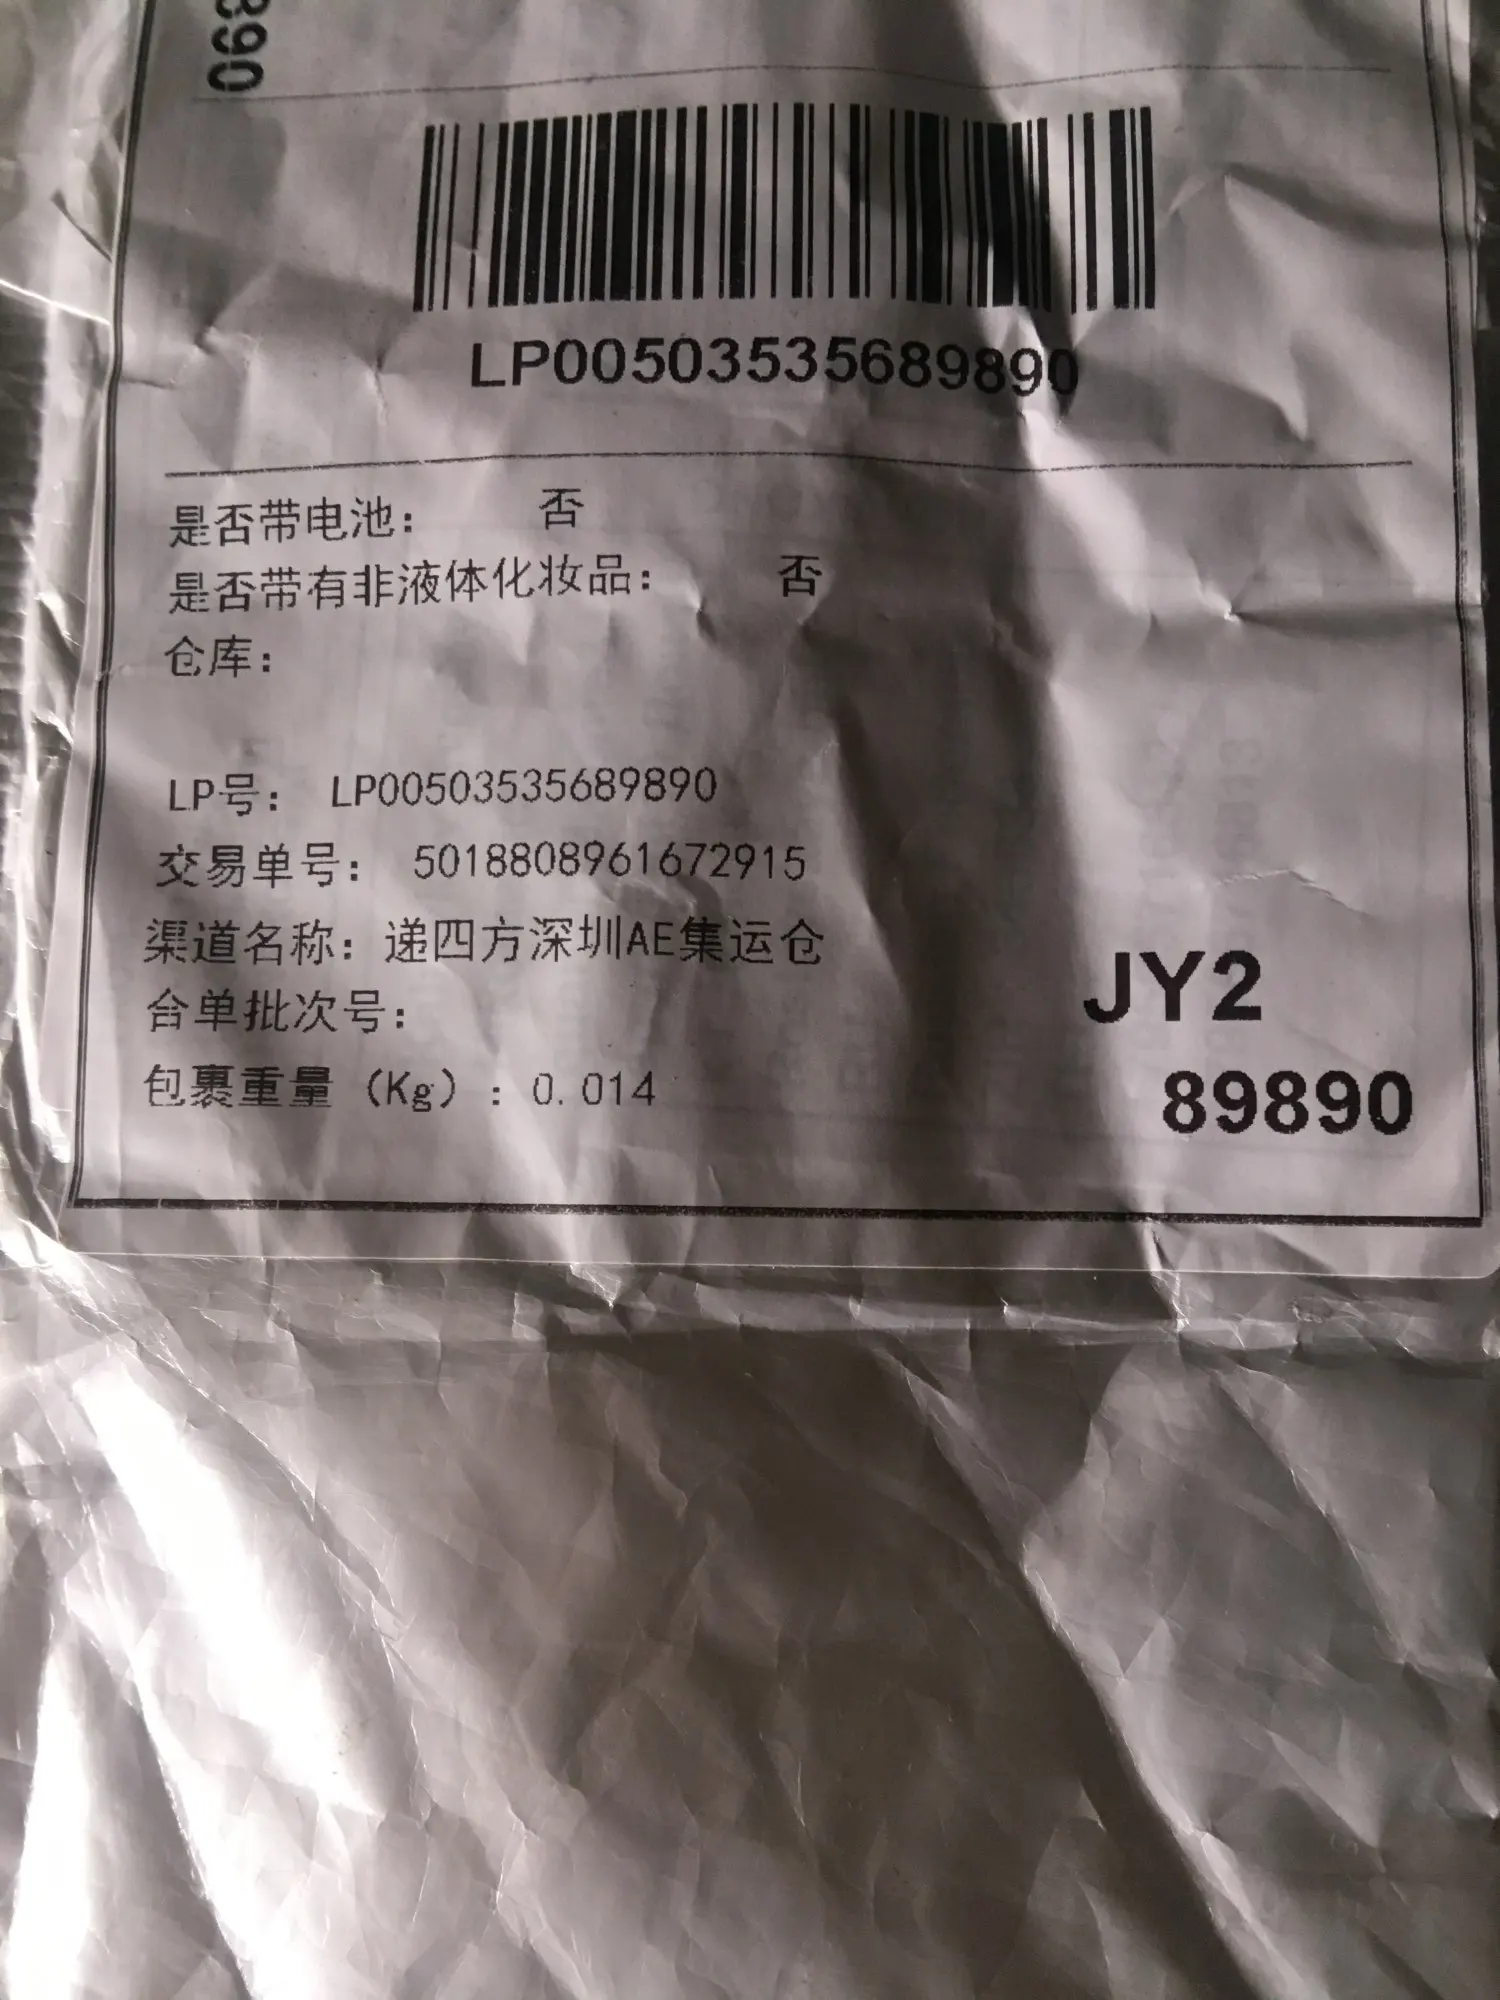 890
LP00503535689890
是否带电池： 否
是否带有非液体化妆品： 否
仓库：
LP号： LP00503535689890
交易单号： 5018808961672915
渠道名称：递四方深圳AE集运仓
合单批次号：
包裹重量（Kg）：0.014
JY2
89890